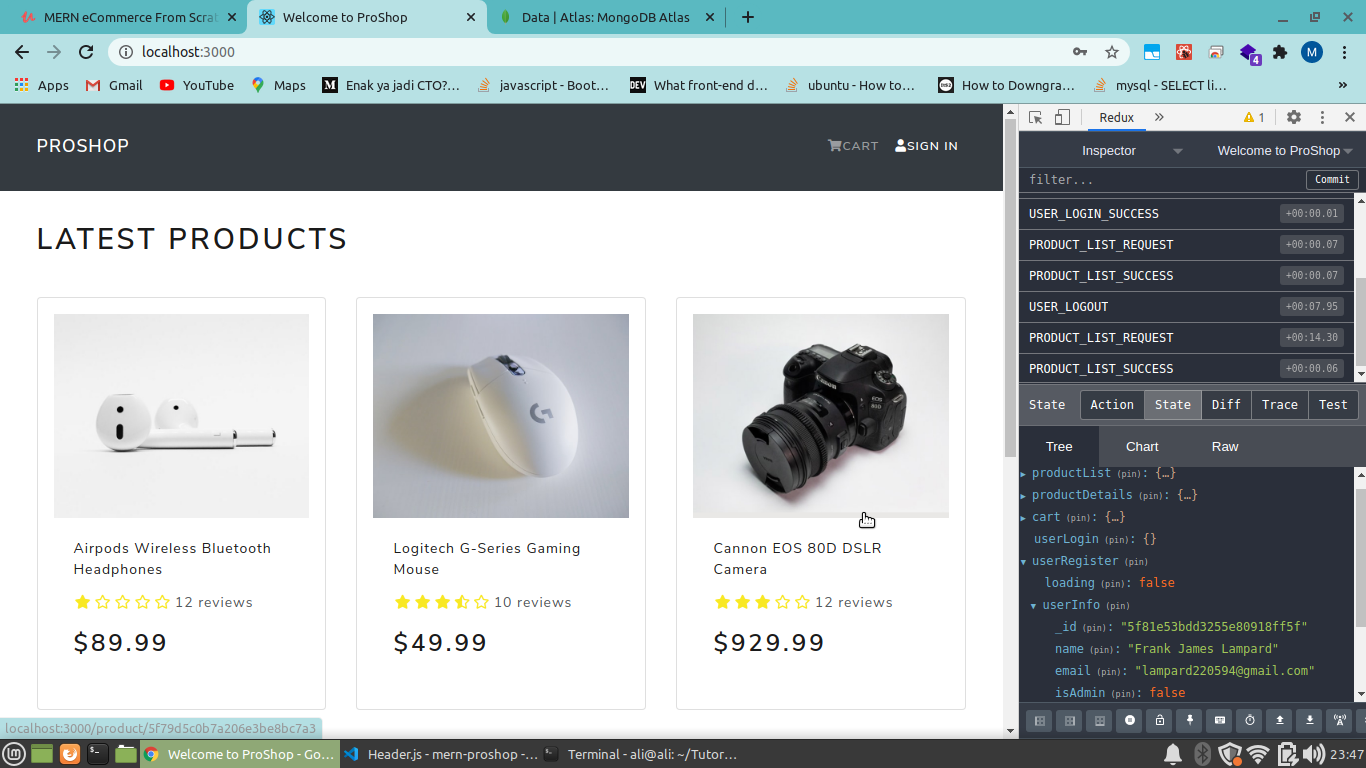 MERN eCommerce From Scrat
Welcome to ProShop
Data | Atlas: MongoDB Atlas
localhost:3000
M
4
Apps
Gmail
YouTube
Maps
Enak ya jadi CTO?...
javascript - Boot...
DEV What front-end d...
ubuntu - How to...
How to Downgra...
mysql - SELECT li...
»
PROSHOP
CART
SIGN IN
LATEST PRODUCTS
Airpods Wireless Bluetooth
Headphones
12 reviews
$89.99
Logitech G-Series Gaming
Mouse
10 reviews
$49.99
Canon
EOS
80D
Cannon EOS 80D DSLR
Camera
12 reviews
$929.99
localhost:3000/product/5f79d5c0b7a206e3be8bc7a3
Redux
»
1
Inspector
Welcome to ProShop
filter...
Commit
USER_LOGIN_SUCCESS +00:00.01
PRODUCT_LIST_REQUEST +00:00.07
PRODUCT_LIST_SUCCESS +00:00.07
USER_LOGOUT +00:07.95
PRODUCT_LIST_REQUEST +00:14.30
PRODUCT_LIST_SUCCESS +00:00.06
State
Action State Diff Trace Test
Tree Chart Raw
productList (pin): {…}
productDetails (pin): {…}
cart (pin): {…}
userLogin (pin): {}
userRegister (pin)
loading (pin): false
userInfo (pin)
_id (pin): "5f81e53bdd3255e80918ff5f"
name (pin): "Frank James Lampard"
email (pin): "lampard220594@gmail.com"
isAdmin (pin): false
Welcome to ProShop - Go...
Header.js - mern-proshop -...
Terminal - ali@ali: ~/Tutor...
23:47